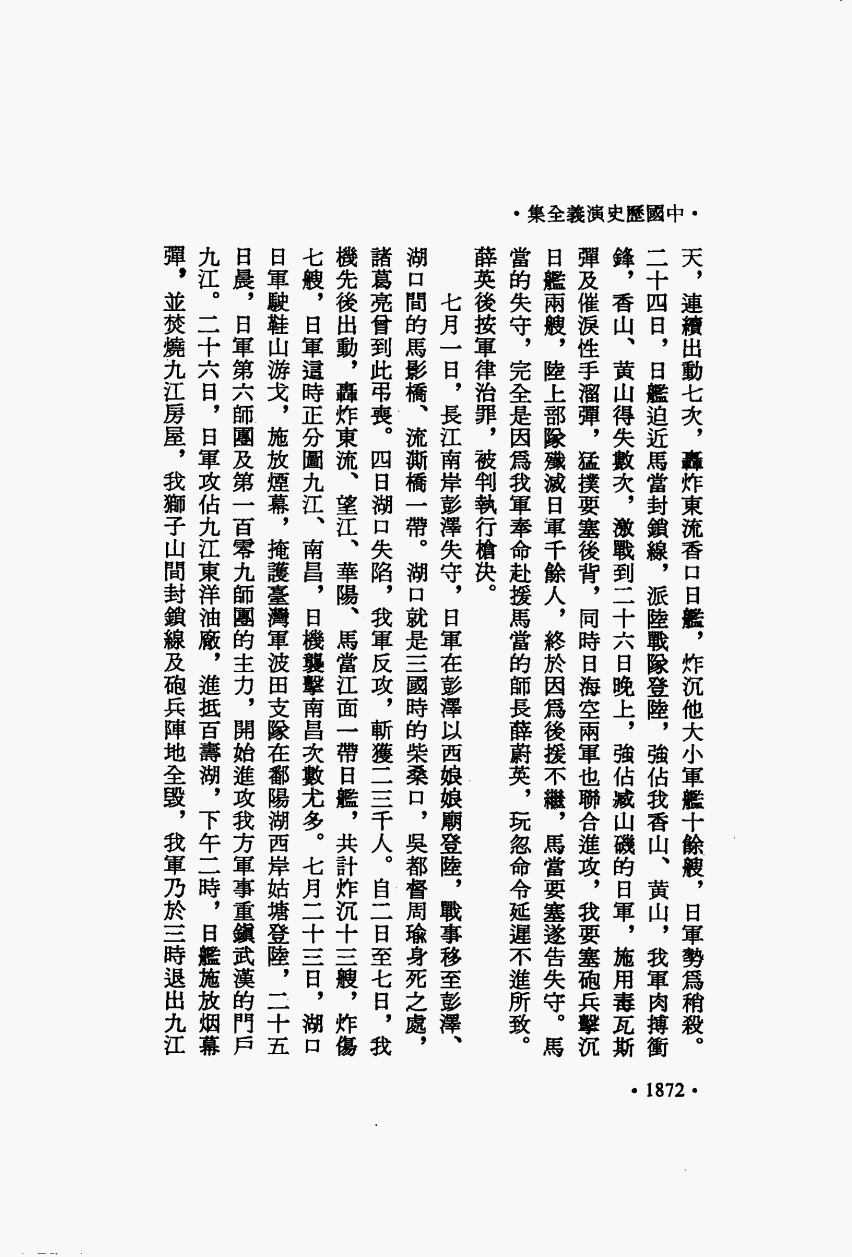 ·中國歷史演義全集·
天，連續出動七次，轟炸東流香口日艦，炸沉他大小軍艦十餘艘，日軍勢爲稍殺。
二十四日，日艦迫近馬當封鎖線，派陸戰隊登陸，強佔我香山、黃山，我軍肉搏衝
鋒，香山、黃山得失數次，激戰到二十六日晚上，強佔臧山磯的日軍，施用毒瓦斯
彈及催淚性手溜彈，猛撲要塞後背，同時日海空兩軍也聯合進攻，我要塞砲兵擊沉
日艦兩艘，陸上部隊殲滅日軍千餘人，終於因爲後援不繼，馬當要塞遂告失守。馬
當的失守，完全是因爲我軍奉命赴援馬當的師長薛蔚英，玩忽命令延遲不進所致。
薛英後按軍律治罪，被判執行槍決。
七月一日，長江南岸彭澤失守，日軍在彭澤以西娘娘廟登陸，戰事移至彭澤、
湖口間的馬影橋、流澌橋一帶。湖口就是三國時的柴桑口，吳都督周瑜身死之處，
諸葛亮曾到此弔喪。四日湖口失陷，我軍反攻，斬獲二三千人。自二日至七日，我
機先後出動，轟炸東流、望江、華陽、馬當江面一帶日艦，共計炸沉十三艘，炸傷
七艘，日軍這時正分圖九江、南昌，日機襲擊南昌次數尤多。七月二十三日，湖口
日軍駛鞋山游戈，施放煙幕，掩護臺灣軍波田支隊在鄱陽湖西岸姑塘登陸，二十五
日晨，日軍第六師團及第一百零九師團的主力，開始進攻我方軍事重鎭武漢的門戶
九江。二十六日，日軍攻佔九江東洋油廠，進抵百壽湖，下午二時，日艦施放烟幕
彈，並焚燒九江房屋，我獅子山間封鎖線及砲兵陣地全毀，我軍乃於三時退出九江
·1872·